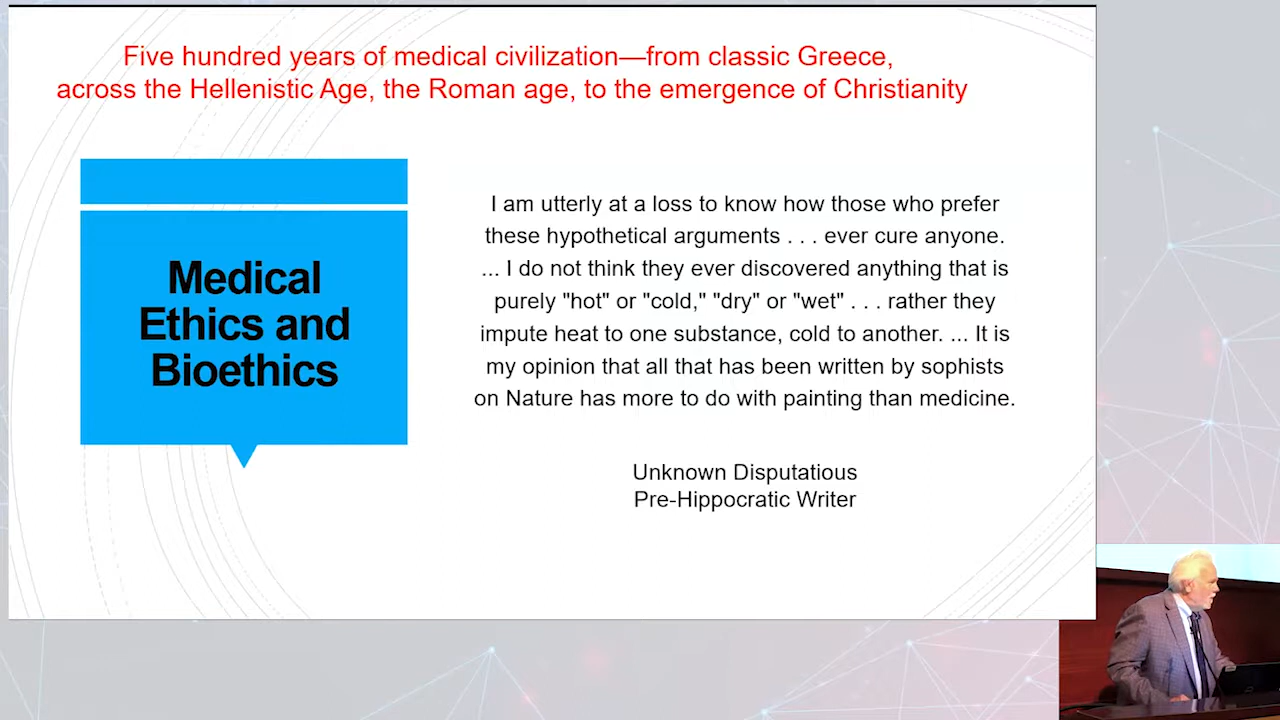 Five hundred years of medical civilization—from classic Greece,
across the Hellenistic Age, the Roman age, to the emergence of Christianity
Medical
Ethics and
Bioethics
I am utterly at a loss to know how those who prefer
these hypothetical arguments . . . ever cure anyone.
... I do not think they ever discovered anything that is
purely "hot" or "cold," "dry" or "wet" . . . rather they
impute heat to one substance, cold to another. ... It is
my opinion that all that has been written by sophists
on Nature has more to do with painting than medicine.
Unknown Disputatious
Pre-Hippocratic Writer